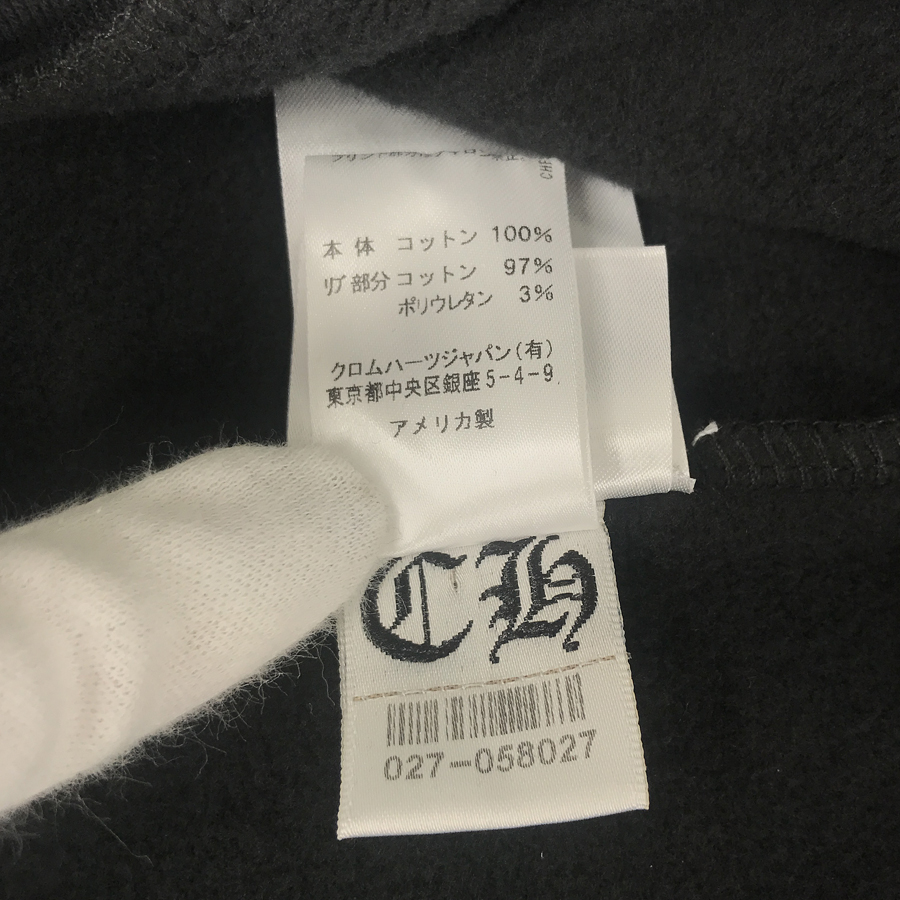 本体 コットン 100%
リブ部分コットン 97%
ポリウレタン 3%
クロムハーツジャパン(有)
東京都中央区銀座5-4-9
アメリカ製
CH
027-058027